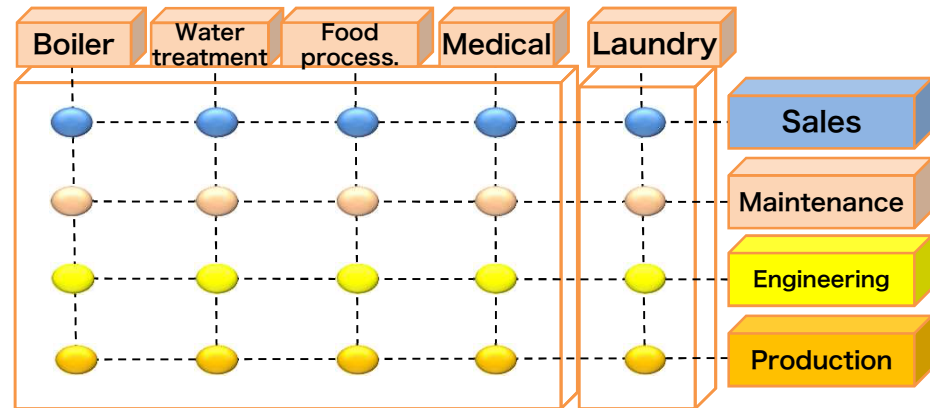 Boiler
Water
treatment
Food
process.
Medical
Laundry
Sales
Maintenance
Engineering
Production